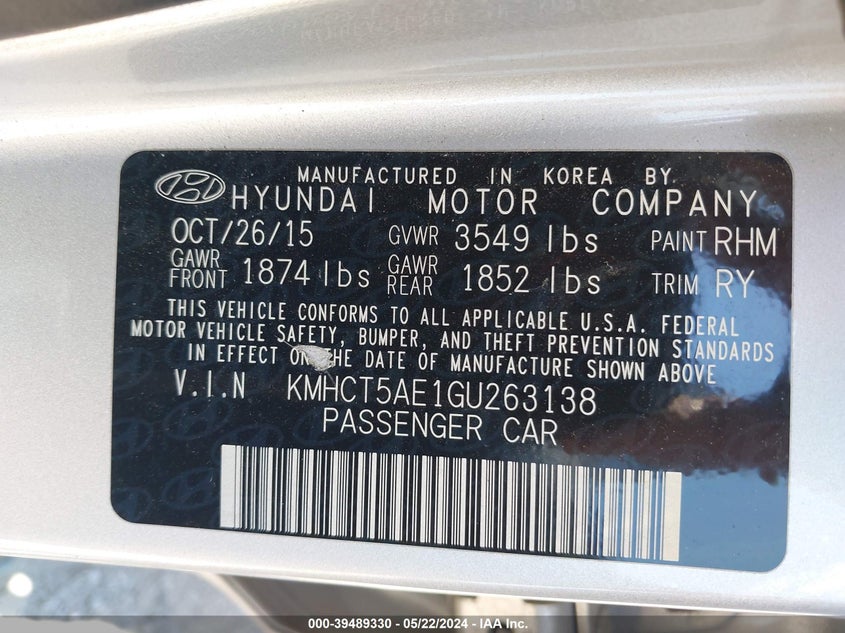 MANUFACTURED IN KOREA BY.
HYUNDAI MOTOR COMPANY
OCT/26/15 GVWR 3549 lbs PAINT RHM
GAWR FRONT 1874 lbs GAWR REAR 1852 lbs TRIM RY
THIS VEHICLE CONFORMS TO ALL APPLICABLE U.S.A. FEDERAL
MOTOR VEHICLE SAFETY, BUMPER, AND THEFT PREVENTION STANDARDS
IN EFFECT HE DATE OF MANUFACTURE SHOWN ABOVE
V.I.N KMHCT5AE1GU263138
PASSENGER CAR
000-39489330 - 05/22/2024 - IAA Inc.